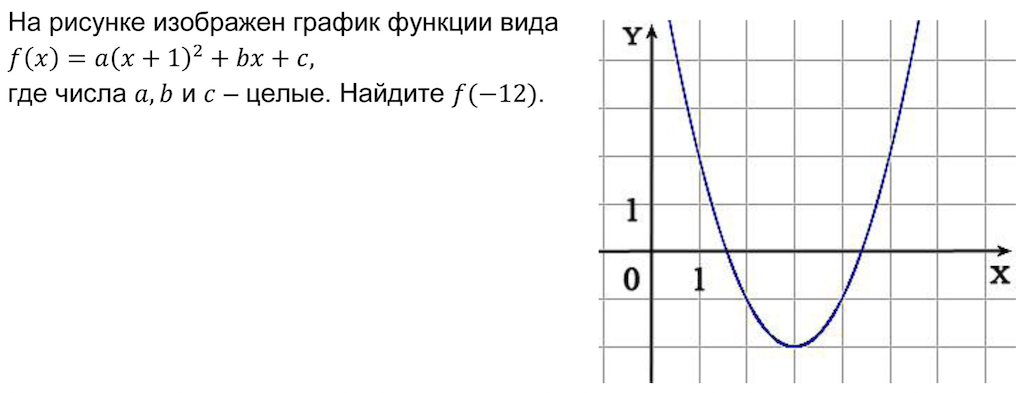 На рисунке изображен график функции вида
f(x) = a(x + 1)² + bx + c,
где числа a, b и c – целые. Найдите f(−12).
Y
1
0 1 X